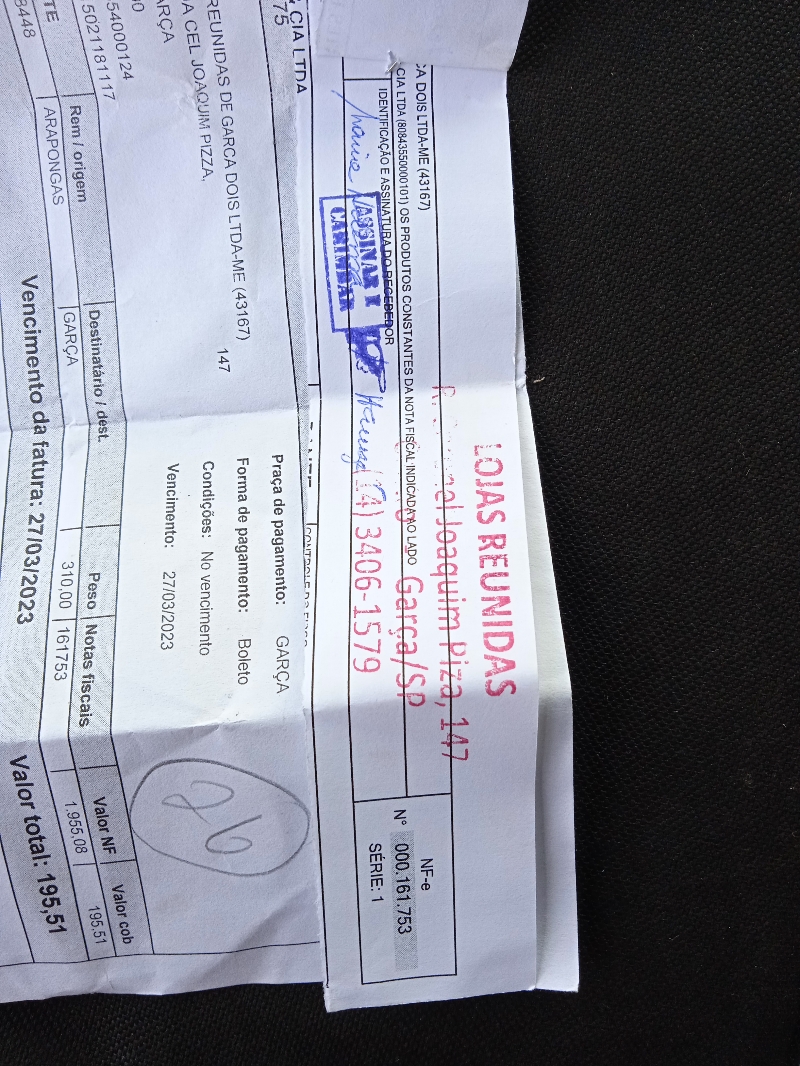 LOJAS REUNIDAS
Joaquim Piza, 147
Garça/SP
(14) 3406-1579
DOIS LTDA-ME (43167)
CIA LTDA (80843550000101) OS PRODUTOS CONSTANTES DA NOTA FISCAL INDICADA AO LADO
IDENTIFICAÇÃO E ASSINATURA DO RECEBEDOR
ASSINAR E
CARIMBAR
NF-e
Nº 000.161.753
SÉRIE: 1
CIA LTDA
75
REUNIDAS DE GARCA DOIS LTDA-ME (43167)
CEL JOAQUIM PIZZA,
147
Praça de pagamento: GARÇA
Forma de pagamento: Boleto
Condições: No vencimento
Vencimento: 27/03/2023
26
54000124
5021181117
Rem / origem Destinatário / dest. Peso Notas fiscais Valor NF Valor cob
ARAPONGAS GARÇA 310,00 161753 1.955,08 195,51
8448
Vencimento da fatura: 27/03/2023 Valor total: 195,51